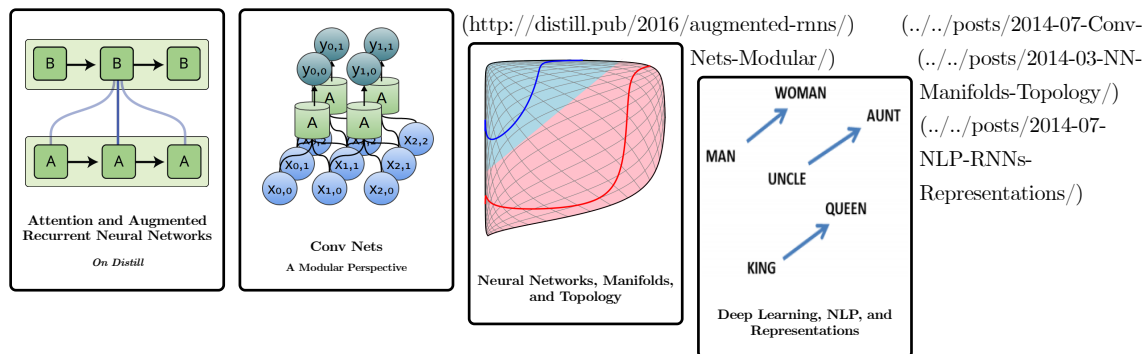 B B B
A A A
Attention and Augmented
Recurrent Neural Networks
On Distill
y0,1 y1,1
y0,0 y1,0
A A
A A
x2,2
x0,1 x1,1 x2,1
x0,0 x1,0 x2,0
Conv Nets
A Modular Perspective
(http://distill.pub/2016/augmented-rnns/)
Neural Networks, Manifolds,
and Topology
(../../posts/2014-07-Conv-
Nets-Modular/)
WOMAN
AUNT
MAN
UNCLE
QUEEN
KING
Deep Learning, NLP, and
Representations
(../../posts/2014-03-NN-
Manifolds-Topology/)
(../../posts/2014-07-
NLP-RNNs-
Representations/)